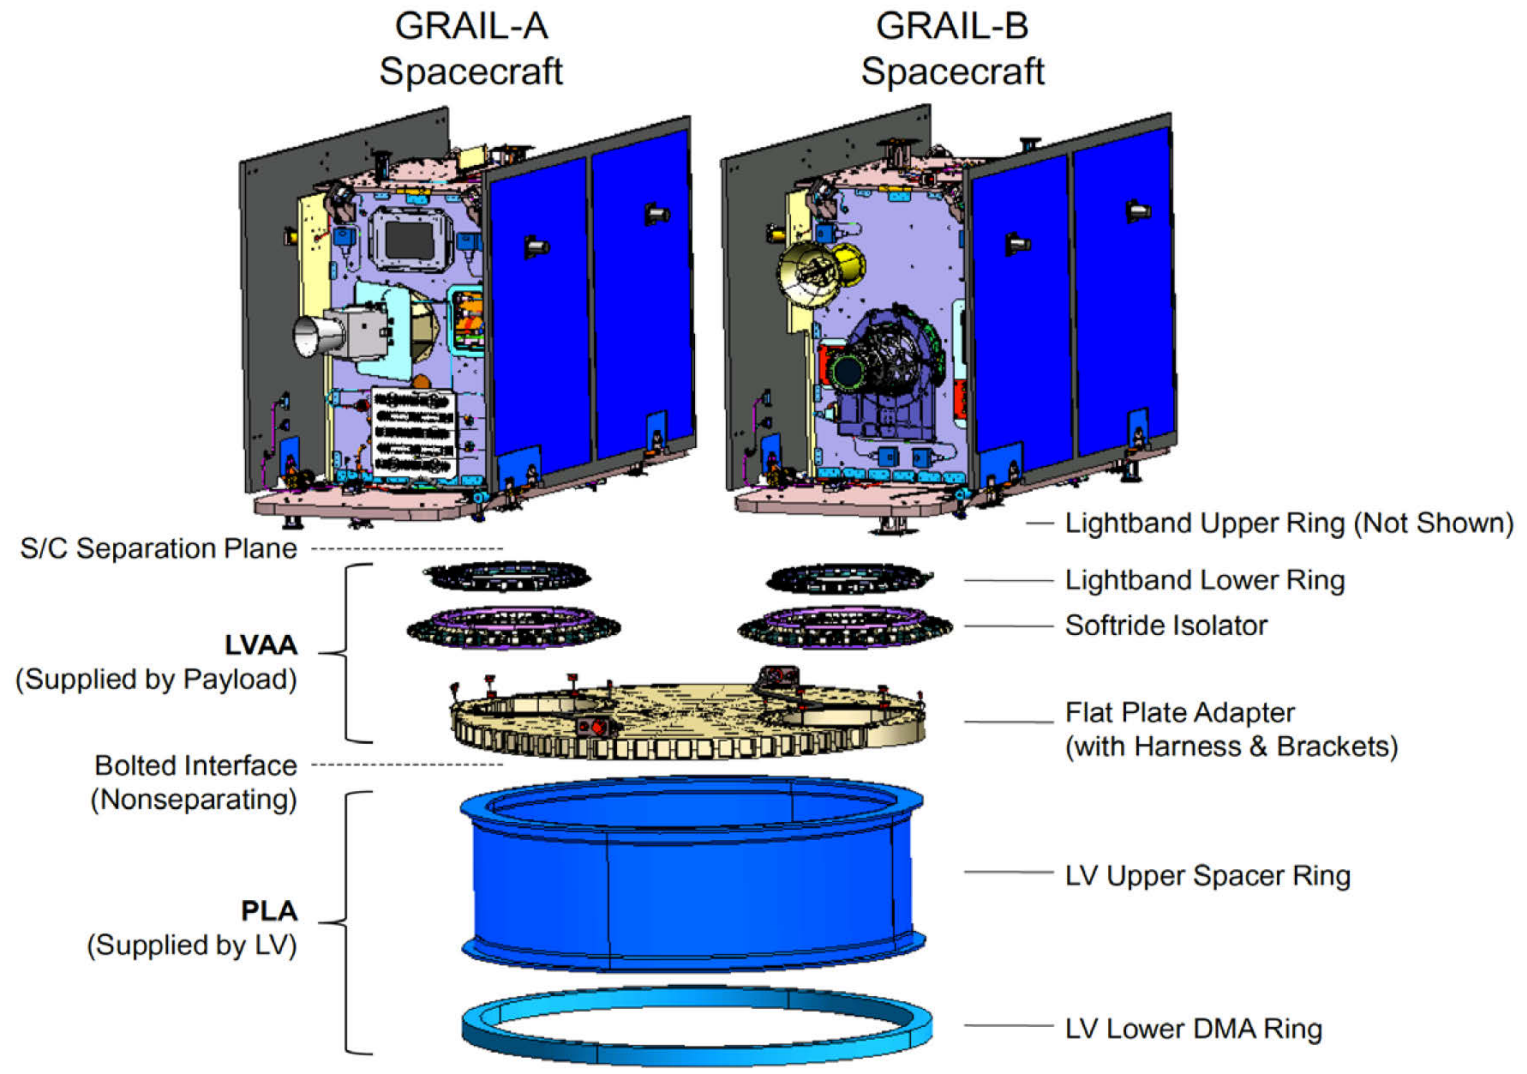 GRAIL-A
Spacecraft
GRAIL-B
Spacecraft
Lightband Upper Ring (Not Shown)
S/C Separation Plane
Lightband Lower Ring
Softride Isolator
LVAA
(Supplied by Payload)
Flat Plate Adapter
(with Harness & Brackets)
Bolted Interface
(Nonseparating)
LV Upper Spacer Ring
PLA
(Supplied by LV)
LV Lower DMA Ring